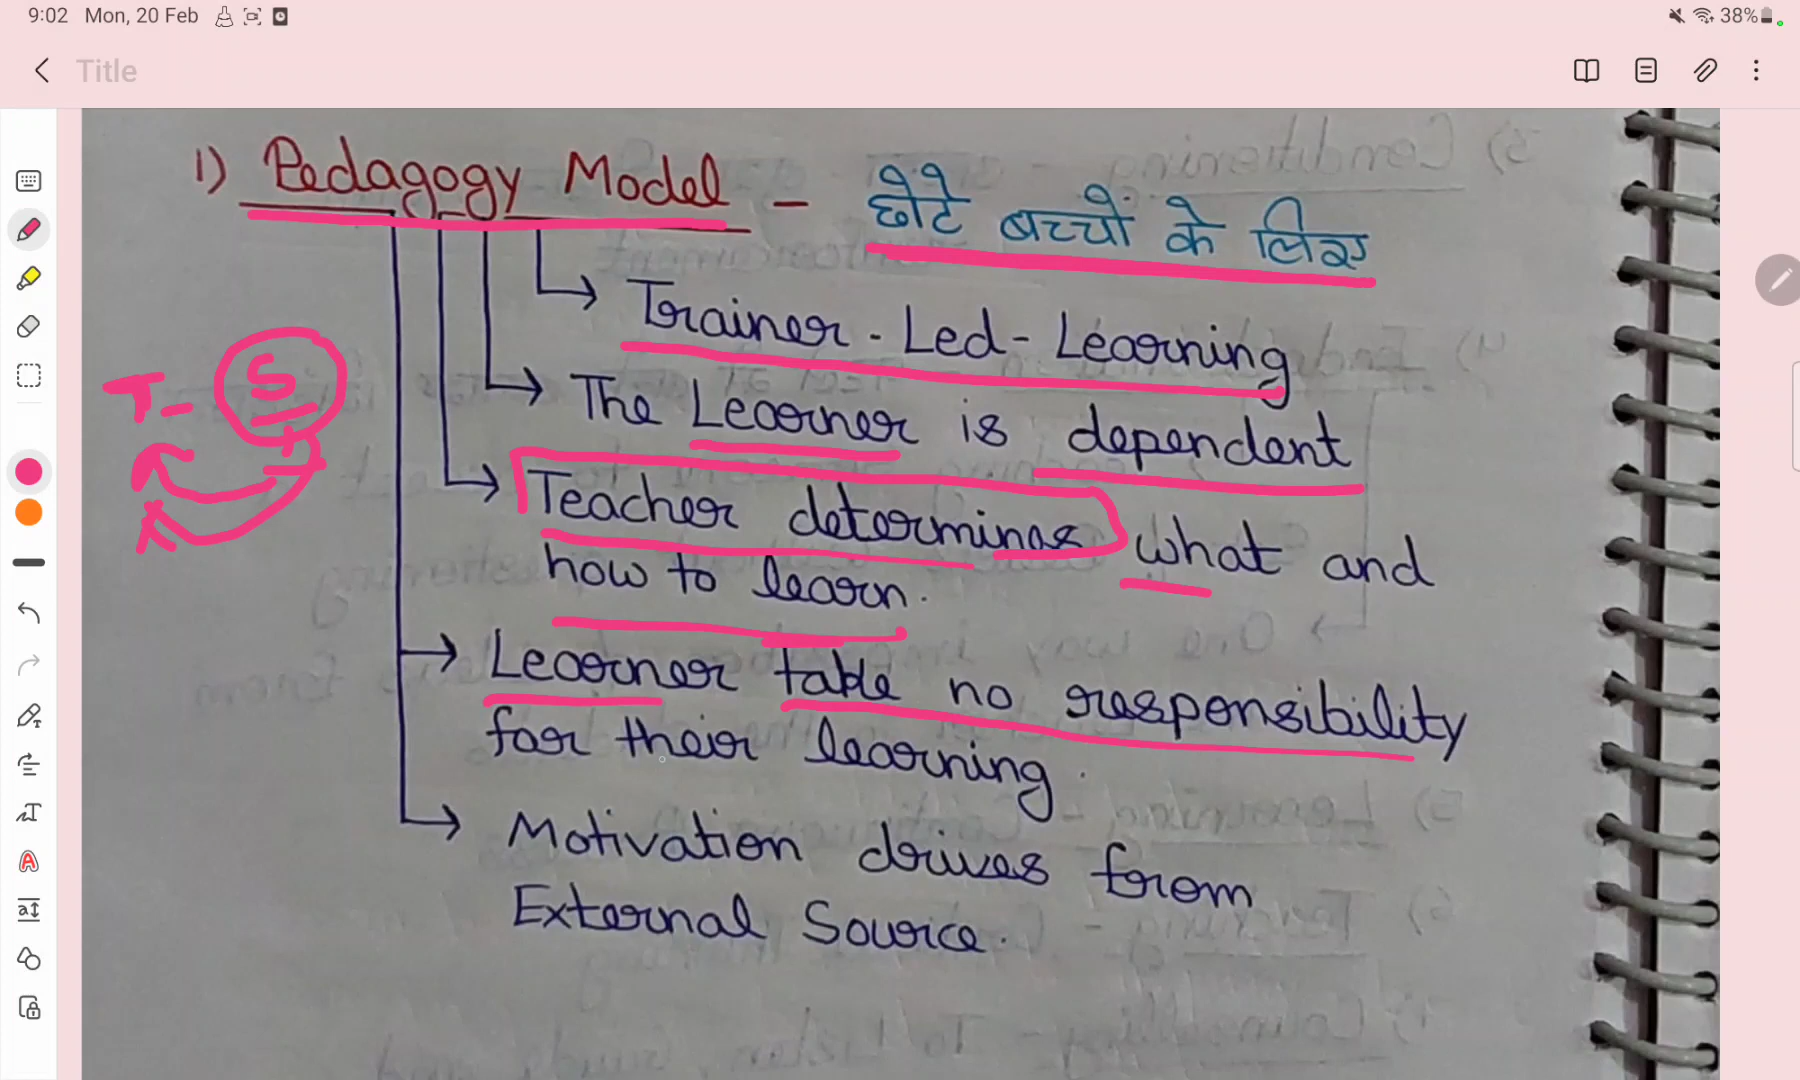 9:02 Mon, 20 Feb
38%
Title
1) Pedagogy Model - छोटे बच्चों के लिए
Trainer - Led - Learning
The Learner is dependent
Teacher determines what and
how to learn.
Learner take no responsibility
for their learning.
Motivation drives from
External Source.
T - S